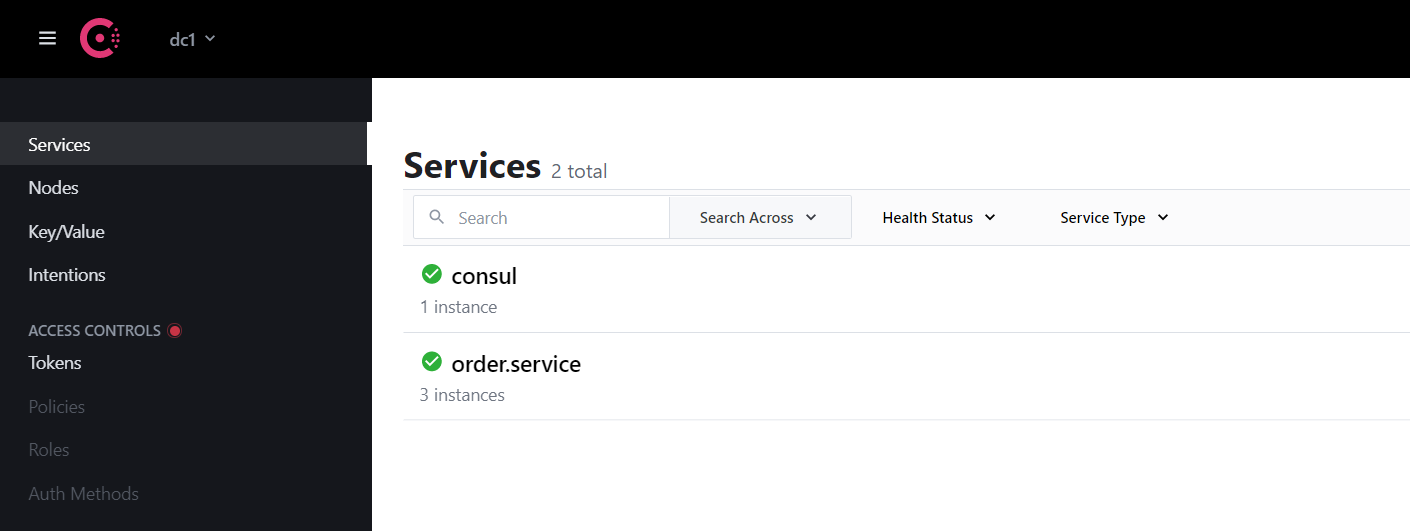 dc1
Services
Nodes
Key/Value
Intentions
ACCESS CONTROLS
Tokens
Policies
Roles
Auth Methods
Services 2 total
Search Search Across Health Status Service Type
consul
1 instance
order.service
3 instances